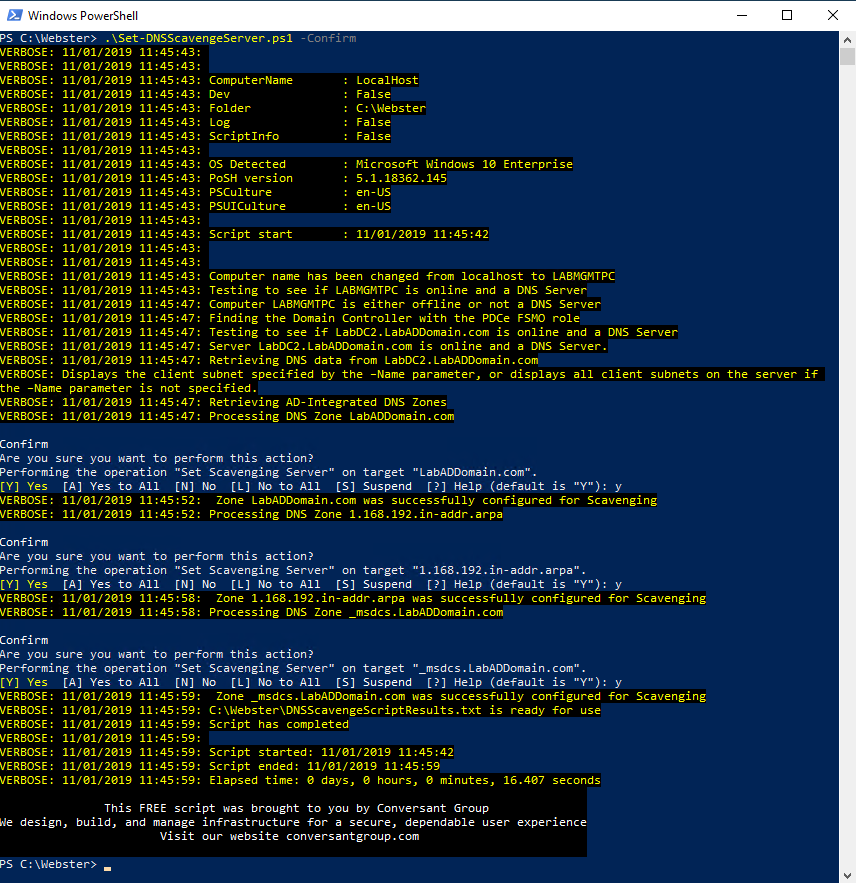 Windows PowerShell
PS C:\Webster> .\Set-DNSScavengeServer.ps1 -Confirm
VERBOSE: 11/01/2019 11:45:43:
VERBOSE: 11/01/2019 11:45:43:
VERBOSE: 11/01/2019 11:45:43: ComputerName       : LocalHost
VERBOSE: 11/01/2019 11:45:43: Dev                : False
VERBOSE: 11/01/2019 11:45:43: Folder             : C:\Webster
VERBOSE: 11/01/2019 11:45:43: Log                : False
VERBOSE: 11/01/2019 11:45:43: ScriptInfo         : False
VERBOSE: 11/01/2019 11:45:43:
VERBOSE: 11/01/2019 11:45:43: OS Detected        : Microsoft Windows 10 Enterprise
VERBOSE: 11/01/2019 11:45:43: PoSH version       : 5.1.18362.145
VERBOSE: 11/01/2019 11:45:43: PSCulture          : en-US
VERBOSE: 11/01/2019 11:45:43: PSUICulture        : en-US
VERBOSE: 11/01/2019 11:45:43:
VERBOSE: 11/01/2019 11:45:43: Script start       : 11/01/2019 11:45:42
VERBOSE: 11/01/2019 11:45:43:
VERBOSE: 11/01/2019 11:45:43:
VERBOSE: 11/01/2019 11:45:43: Computer name has been changed from localhost to LABMGMTPC
VERBOSE: 11/01/2019 11:45:43: Testing to see if LABMGMTPC is online and a DNS Server
VERBOSE: 11/01/2019 11:45:47: Computer LABMGMTPC is either offline or not a DNS Server
VERBOSE: 11/01/2019 11:45:47: Finding the Domain Controller with the PDCe FSMO role
VERBOSE: 11/01/2019 11:45:47: Testing to see if LabDC2.LabADDomain.com is online and a DNS Server
VERBOSE: 11/01/2019 11:45:47: Server LabDC2.LabADDomain.com is online and a DNS Server.
VERBOSE: 11/01/2019 11:45:47: Retrieving DNS data from LabDC2.LabADDomain.com
VERBOSE: Displays the client subnet specified by the -Name parameter, or displays all client subnets on the server if
the -Name parameter is not specified.
VERBOSE: 11/01/2019 11:45:47: Retrieving AD-Integrated DNS Zones
VERBOSE: 11/01/2019 11:45:47: Processing DNS Zone LabADDomain.com
Confirm
Are you sure you want to perform this action?
Performing the operation "Set Scavenging Server" on target "LabADDomain.com".
[Y] Yes  [A] Yes to All  [N] No  [L] No to All  [S] Suspend  [?] Help (default is "Y"): y
VERBOSE: 11/01/2019 11:45:52:  Zone LabADDomain.com was successfully configured for Scavenging
VERBOSE: 11/01/2019 11:45:52: Processing DNS Zone 1.168.192.in-addr.arpa
Confirm
Are you sure you want to perform this action?
Performing the operation "Set Scavenging Server" on target "1.168.192.in-addr.arpa".
[Y] Yes  [A] Yes to All  [N] No  [L] No to All  [S] Suspend  [?] Help (default is "Y"): y
VERBOSE: 11/01/2019 11:45:58:  Zone 1.168.192.in-addr.arpa was successfully configured for Scavenging
VERBOSE: 11/01/2019 11:45:58: Processing DNS Zone _msdcs.LabADDomain.com
Confirm
Are you sure you want to perform this action?
Performing the operation "Set Scavenging Server" on target "_msdcs.LabADDomain.com".
[Y] Yes  [A] Yes to All  [N] No  [L] No to All  [S] Suspend  [?] Help (default is "Y"): y
VERBOSE: 11/01/2019 11:45:59:  Zone _msdcs.LabADDomain.com was successfully configured for Scavenging
VERBOSE: 11/01/2019 11:45:59: C:\Webster\DNSScavengeScriptResults.txt is ready for use
VERBOSE: 11/01/2019 11:45:59: Script has completed
VERBOSE: 11/01/2019 11:45:59:
VERBOSE: 11/01/2019 11:45:59: Script started: 11/01/2019 11:45:42
VERBOSE: 11/01/2019 11:45:59: Script ended: 11/01/2019 11:45:59
VERBOSE: 11/01/2019 11:45:59: Elapsed time: 0 days, 0 hours, 0 minutes, 16.407 seconds
This FREE script was brought to you by Conversant Group
We design, build, and manage infrastructure for a secure, dependable user experience
Visit our website conversantgroup.com
PS C:\Webster>